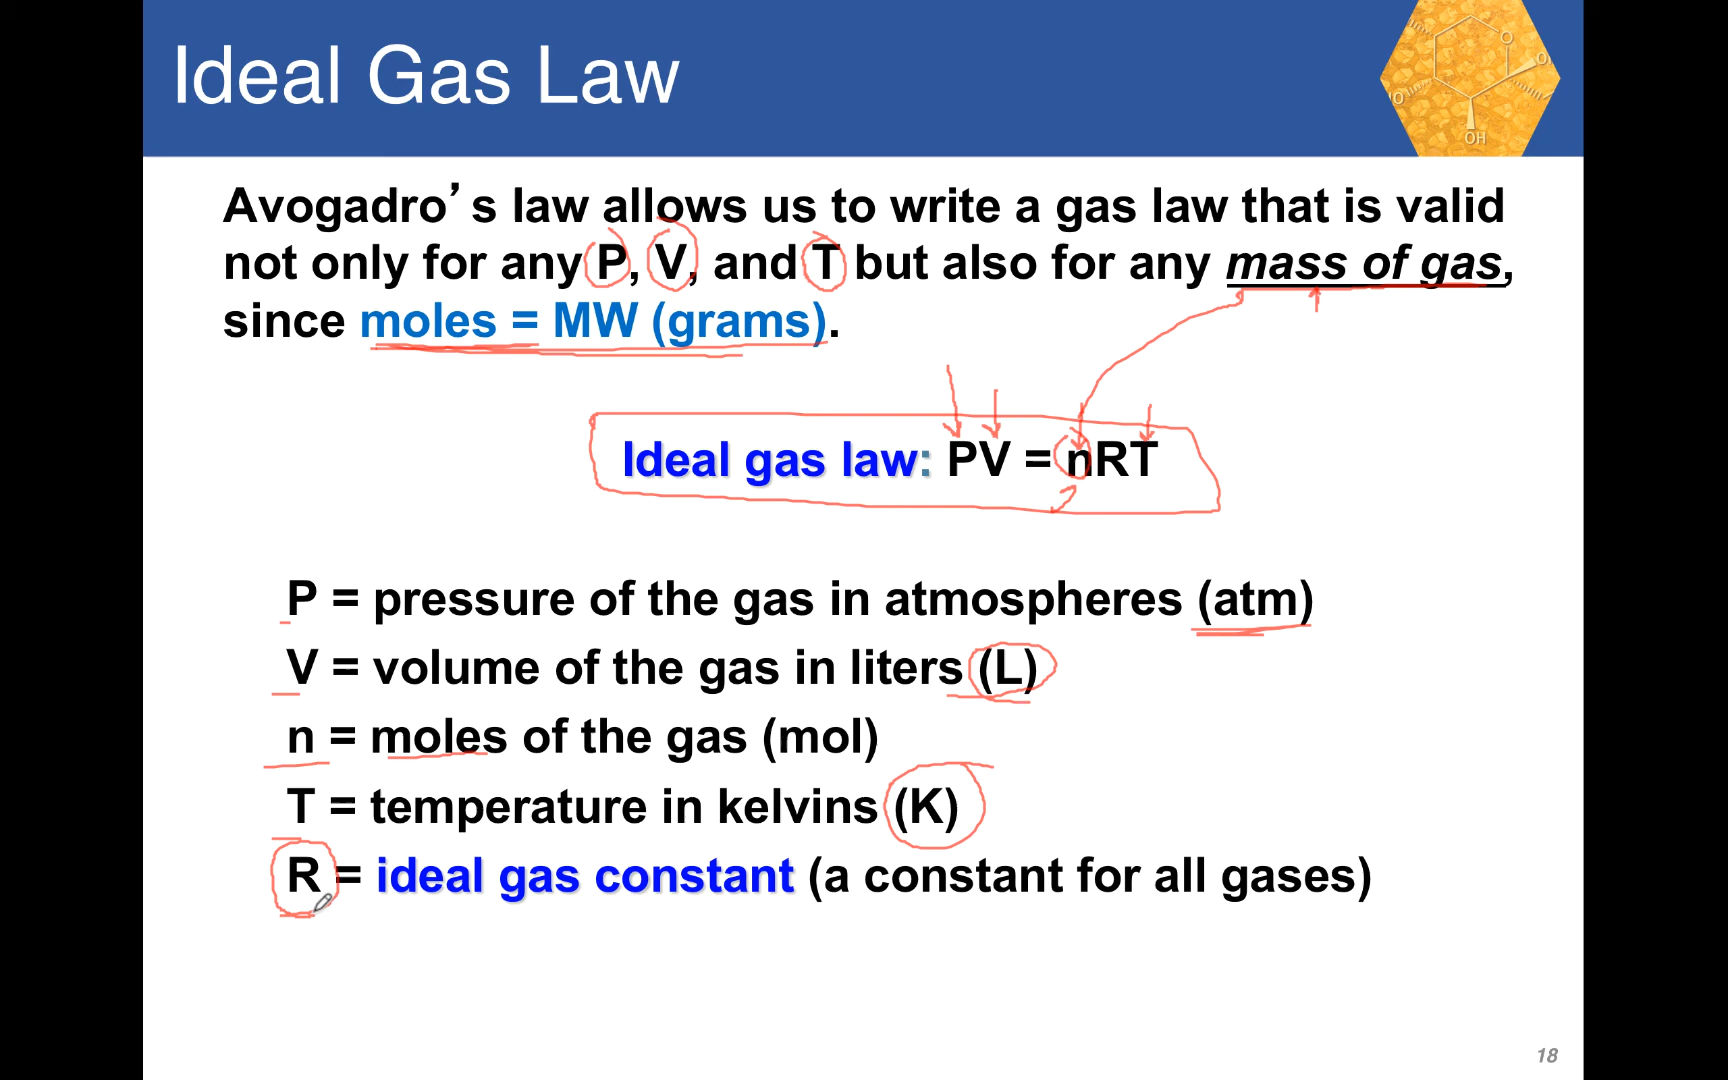 Ideal Gas Law
O
O
HO
OH
Avogadro’s law allows us to write a gas law that is valid
not only for any P, V, and T but also for any mass of gas,
since moles = MW (grams).
Ideal gas law: PV = nRT
P = pressure of the gas in atmospheres (atm)
V = volume of the gas in liters (L)
n = moles of the gas (mol)
T = temperature in kelvins (K)
R = ideal gas constant (a constant for all gases)
18